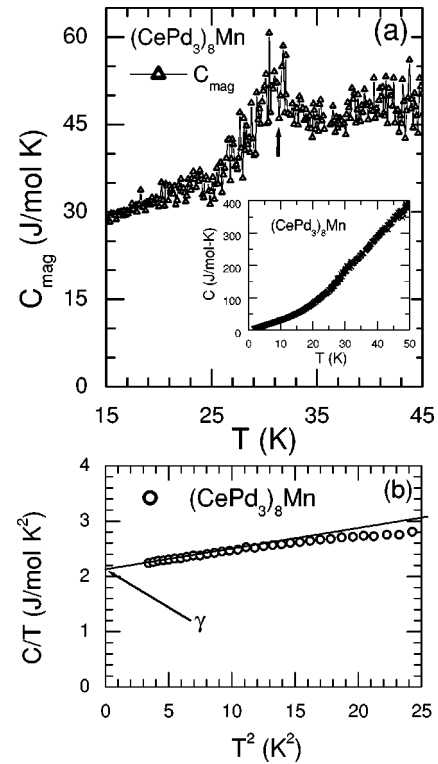 (CePd₃)₈Mn (a)
C_mag
C_mag (J/mol K)
60
45
30
15
0
(CePd₃)₈Mn
C (J/mol-K)
400
300
200
100
0
0 10 20 30 40 50
T (K)
15 25 35 45
T (K)
(b)
(CePd₃)₈Mn
C/T (J/mol K²)
4
3
2
1
0
γ
0 5 10 15 20 25
T² (K²)